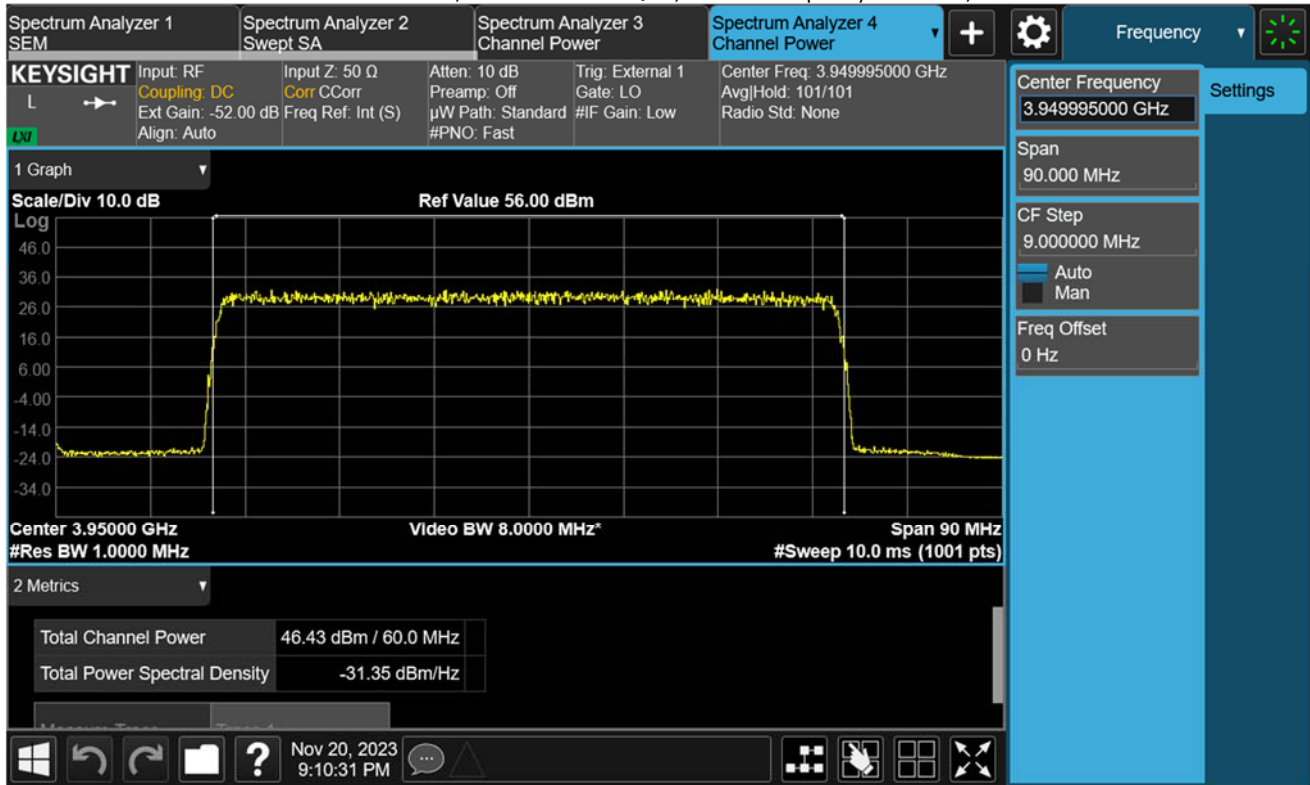 Spectrum Analyzer 1
SEM
Spectrum Analyzer 2
Swept SA
Spectrum Analyzer 3
Channel Power
Spectrum Analyzer 4
Channel Power
Frequency
KEYSIGHT
L
LXI
Input: RF
Coupling: DC
Ext Gain: -52.00 dB
Align: Auto
Input Z: 50 Ω
Corr CCorr
Freq Ref: Int (S)
Atten: 10 dB
Preamp: Off
µW Path: Standard
#PNO: Fast
Trig: External 1
Gate: LO
#IF Gain: Low
Center Freq: 3.949995000 GHz
Avg|Hold: 101/101
Radio Std: None
Center Frequency
3.949995000 GHz
Settings
Span
90.000 MHz
CF Step
9.000000 MHz
Auto
Man
Freq Offset
0 Hz
1 Graph
Scale/Div 10.0 dB
Ref Value 56.00 dBm
Log
46.0
36.0
26.0
16.0
6.00
-4.00
-14.0
-24.0
-34.0
Center 3.95000 GHz
Video BW 8.0000 MHz*
Span 90 MHz
#Res BW 1.0000 MHz
#Sweep 10.0 ms (1001 pts)
2 Metrics
Total Channel Power 46.43 dBm / 60.0 MHz
Total Power Spectral Density -31.35 dBm/Hz
?
Nov 20, 2023
9:10:31 PM